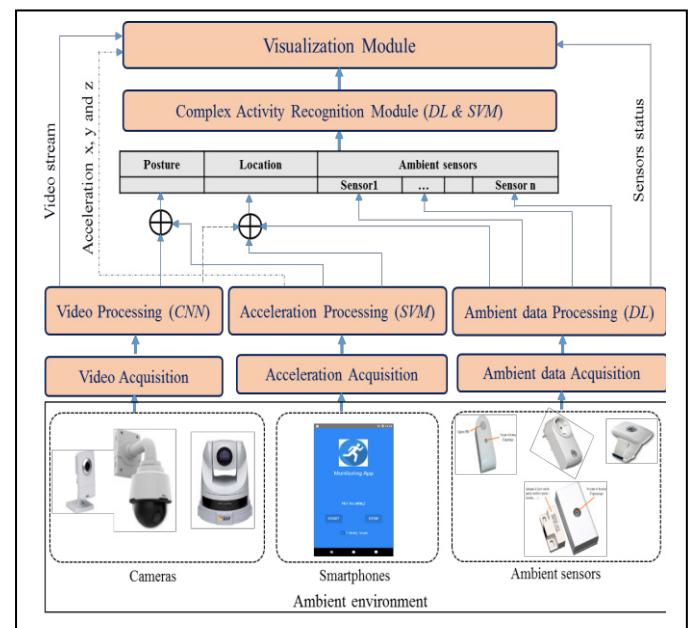 Visualization Module
Video stream
Acceleration x, y and z
Sensors status
Complex Activity Recognition Module (DL & SVM)
Posture Location Ambient sensors
Sensor1 ... Sensor n
Video Processing (CNN) Acceleration Processing (SVM) Ambient data Processing (DL)
Video Acquisition Acceleration Acquisition Ambient data Acquisition
Monitoring App
Cameras Smartphones Ambient sensors
Ambient environment